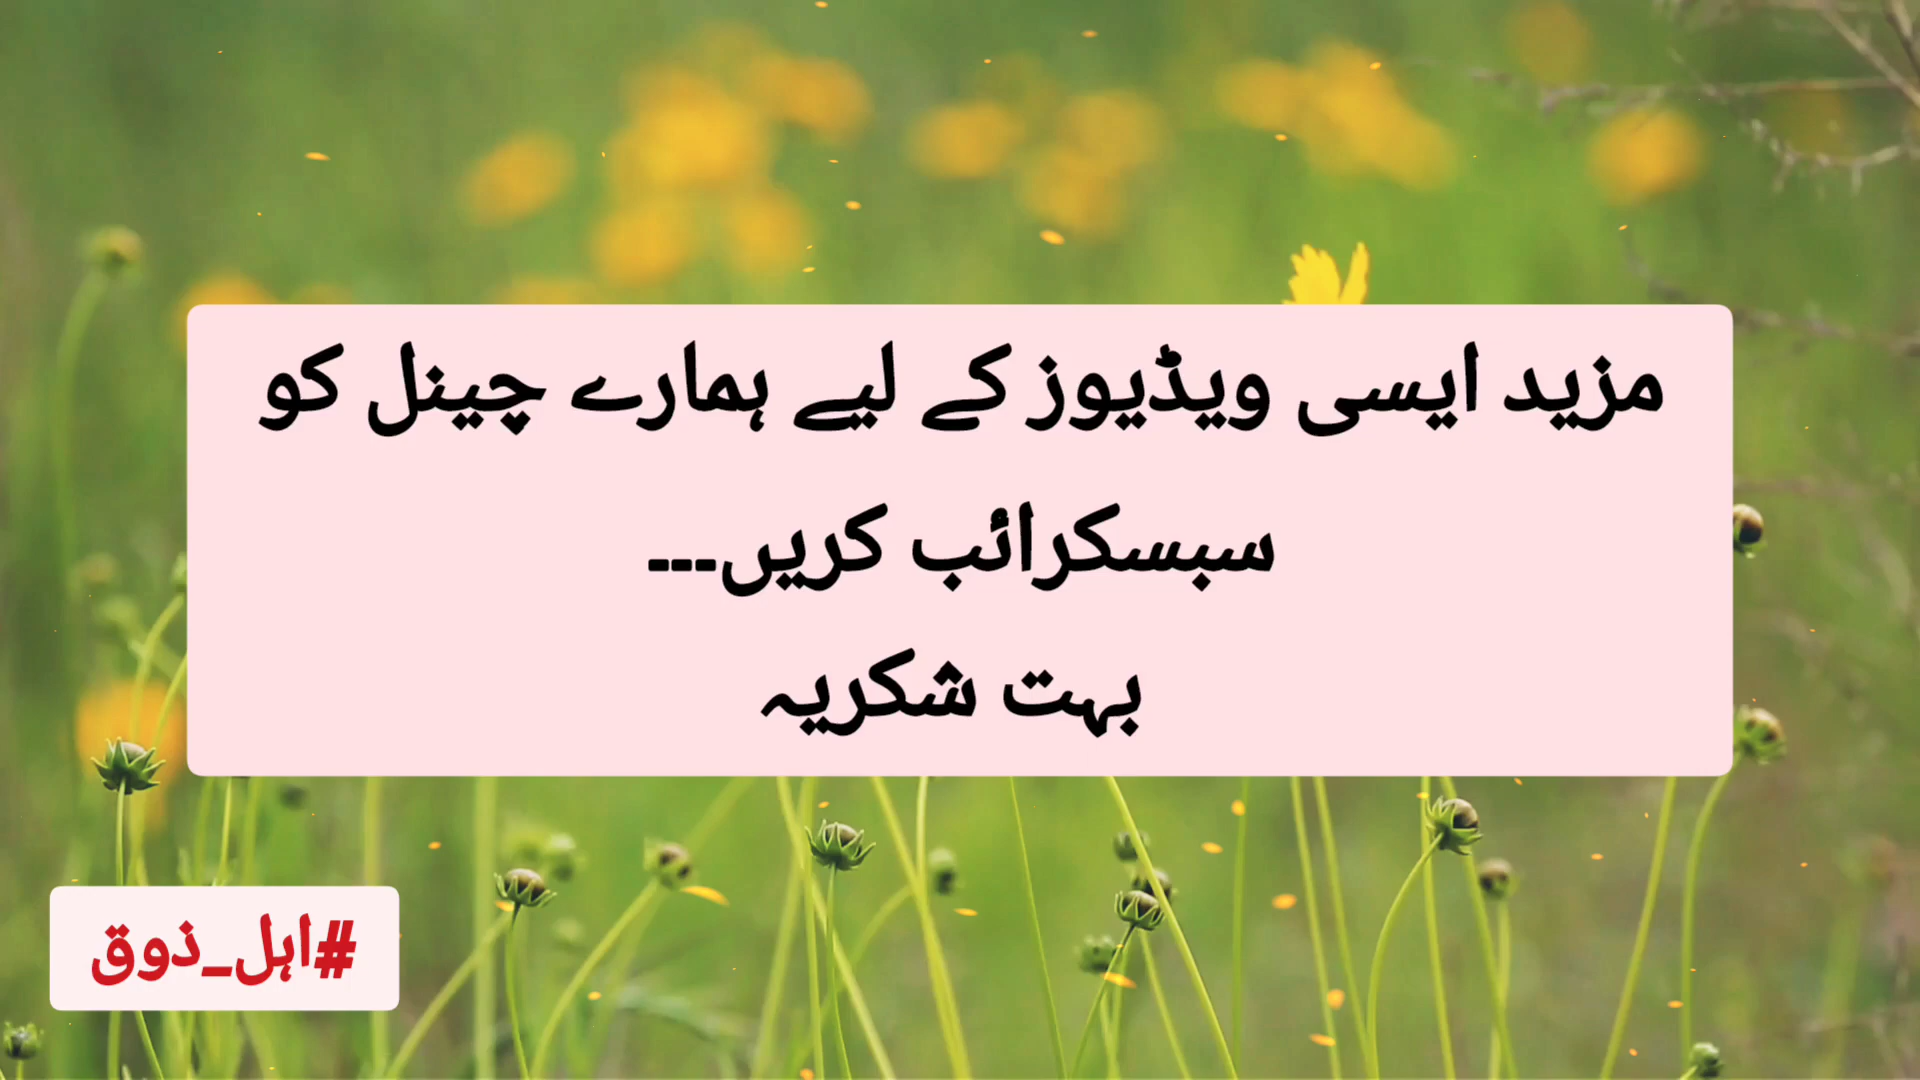 مزید ایسی ویڈیوز کے لیے ہمارے چینل کو
سبسکرائب کریں---
بہت شکریہ
#اہل_ذوق